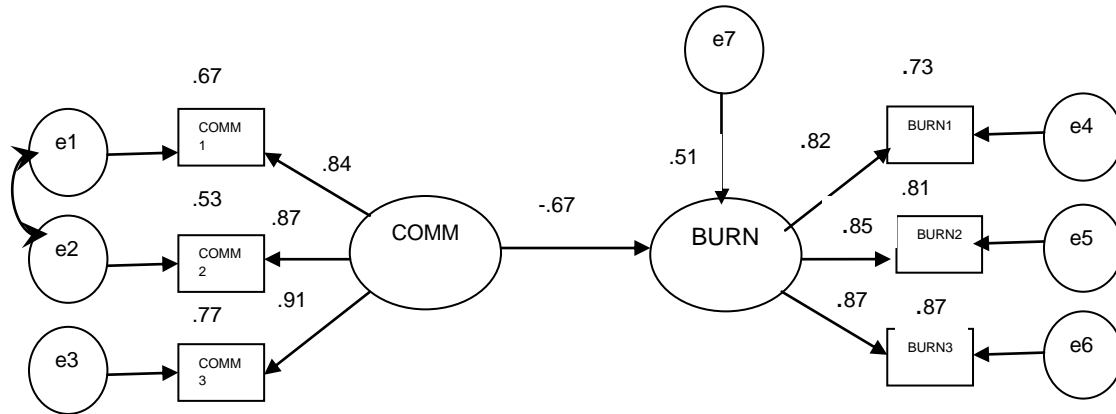 e7
.67
.73
e1
COMM
1
BURN1
e4
.84
.51
.82
.53
.87
-.67
.81
e2
COMM
2
COMM
BURN
.85
BURN2
e5
.77
.91
.87
.87
e3
COMM
3
BURN3
e6